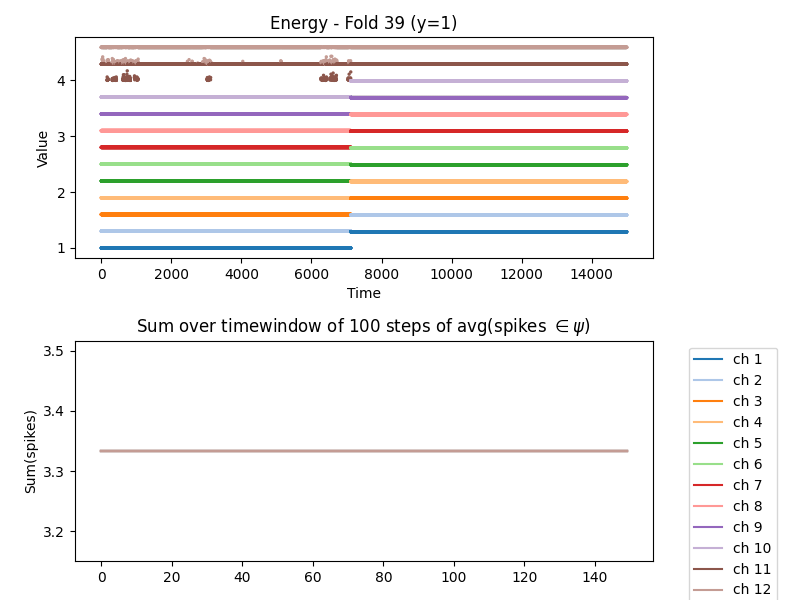 Energy - Fold 39 (y=1)
Value
4
3
2
1
0 2000 4000 6000 8000 10000 12000 14000
Time
Sum over timewindow of 100 steps of avg(spikes ∈ ψ)
Sum(spikes)
3.5
3.4
3.3
3.2
0 20 40 60 80 100 120 140
ch 1
ch 2
ch 3
ch 4
ch 5
ch 6
ch 7
ch 8
ch 9
ch 10
ch 11
ch 12